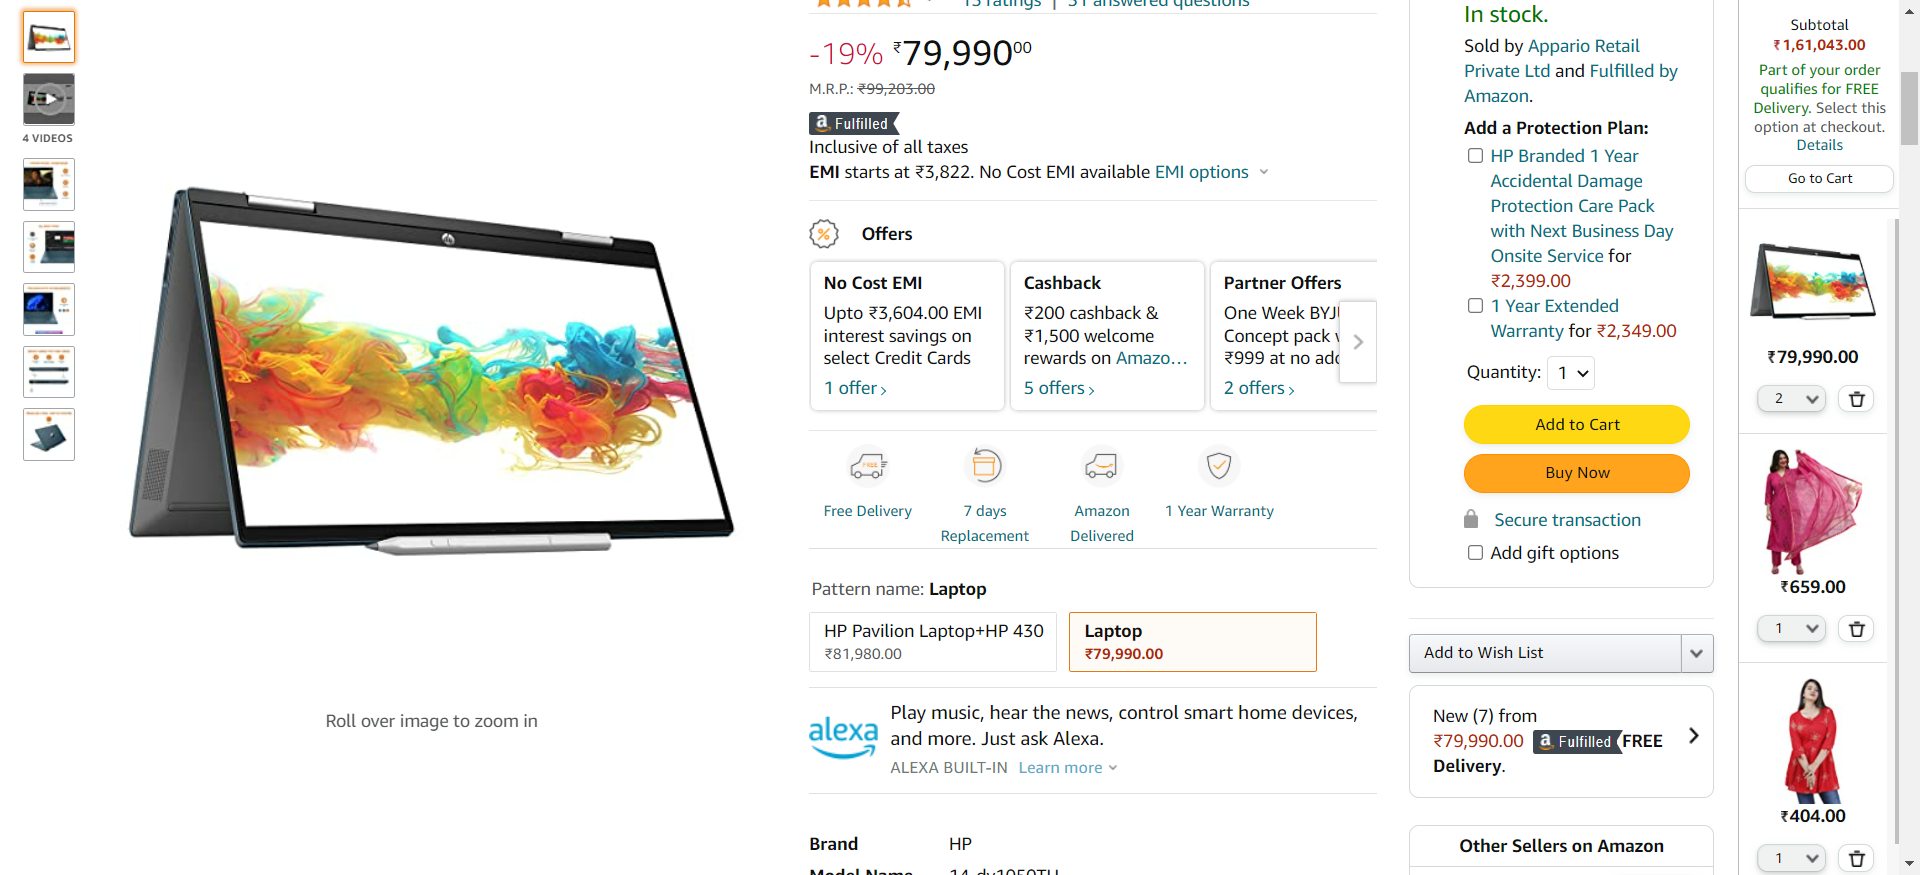 4 VIDEOS
Roll over image to zoom in
13 ratings | 31 answered questions
-19% ₹79,99000
M.R.P.: ₹99,203.00
a Fulfilled
Inclusive of all taxes
EMI starts at ₹3,822. No Cost EMI available EMI options
Offers
No Cost EMI
Upto ₹3,604.00 EMI
interest savings on
select Credit Cards
1 offer
Cashback
₹200 cashback &
₹1,500 welcome
rewards on Amazo…
5 offers
Partner Offers
One Week
Concept pack
₹999 at no
2 offers
FREE
Free Delivery
7 days
Replacement
Amazon
Delivered
1 Year Warranty
Pattern name: Laptop
HP Pavilion Laptop+HP 430
₹81,980.00
Laptop
₹79,990.00
alexa
Play music, hear the news, control smart home devices,
and more. Just ask Alexa.
ALEXA BUILT-IN Learn more
Brand HP
Model Name
In stock.
Sold by Appario Retail
Private Ltd and Fulfilled by
Amazon.
Add a Protection Plan:
HP Branded 1 Year
Accidental Damage
Protection Care Pack
with Next Business Day
Onsite Service for
₹2,399.00
1 Year Extended
Warranty for ₹2,349.00
Quantity: 1
Add to Cart
Buy Now
Secure transaction
Add gift options
Add to Wish List
New (7) from
₹79,990.00 a Fulfilled FREE
Delivery.
Other Sellers on Amazon
Subtotal
₹1,61,043.00
Part of your order
qualifies for FREE
Delivery. Select this
option at checkout.
Details
Go to Cart
₹79,990.00
2
₹659.00
1
₹404.00
1